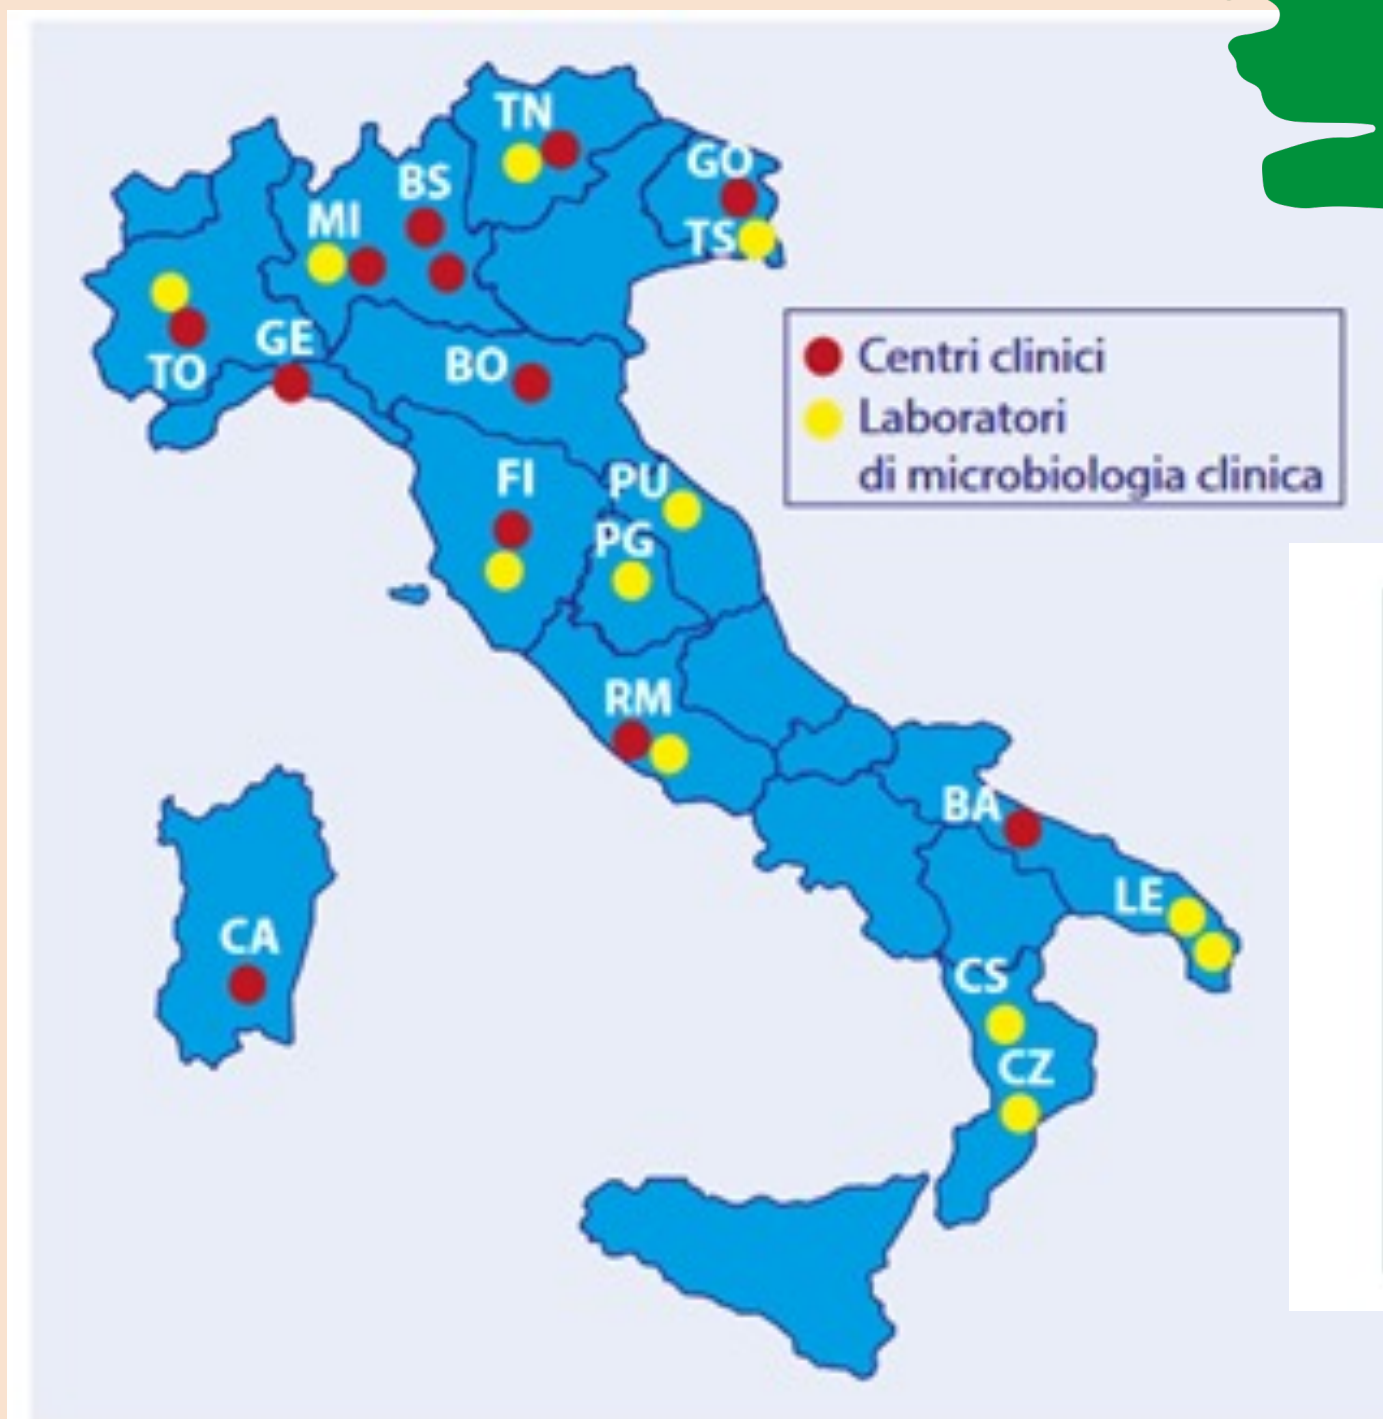 TN
GO
BS
MI
TS
GE
BO
TO
Centri clinici
Laboratori
di microbiologia clinica
FI
PU
PG
RM
BA
LE
CA
CS
CZ